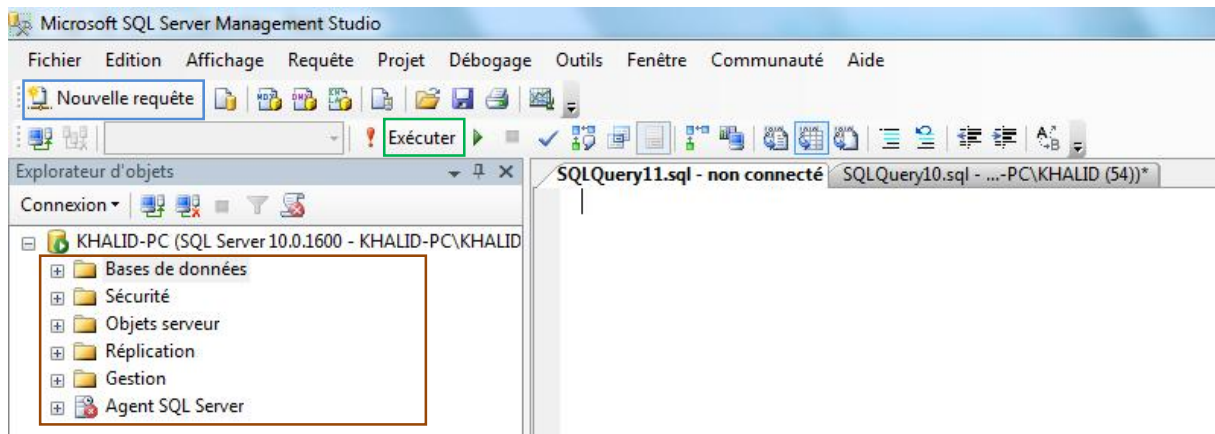 Microsoft SQL Server Management Studio
Fichier Edition Affichage Requête Projet Débogage Outils Fenêtre Communauté Aide
Nouvelle requête
Exécuter
Explorateur d'objets
SQLQuery11.sql - non connecté SQLQuery10.sql - ...-PC\KHALID (54))*
Connexion
KHALID-PC (SQL Server 10.0.1600 - KHALID-PC\KHALID
Bases de données
Sécurité
Objets serveur
Réplication
Gestion
Agent SQL Server